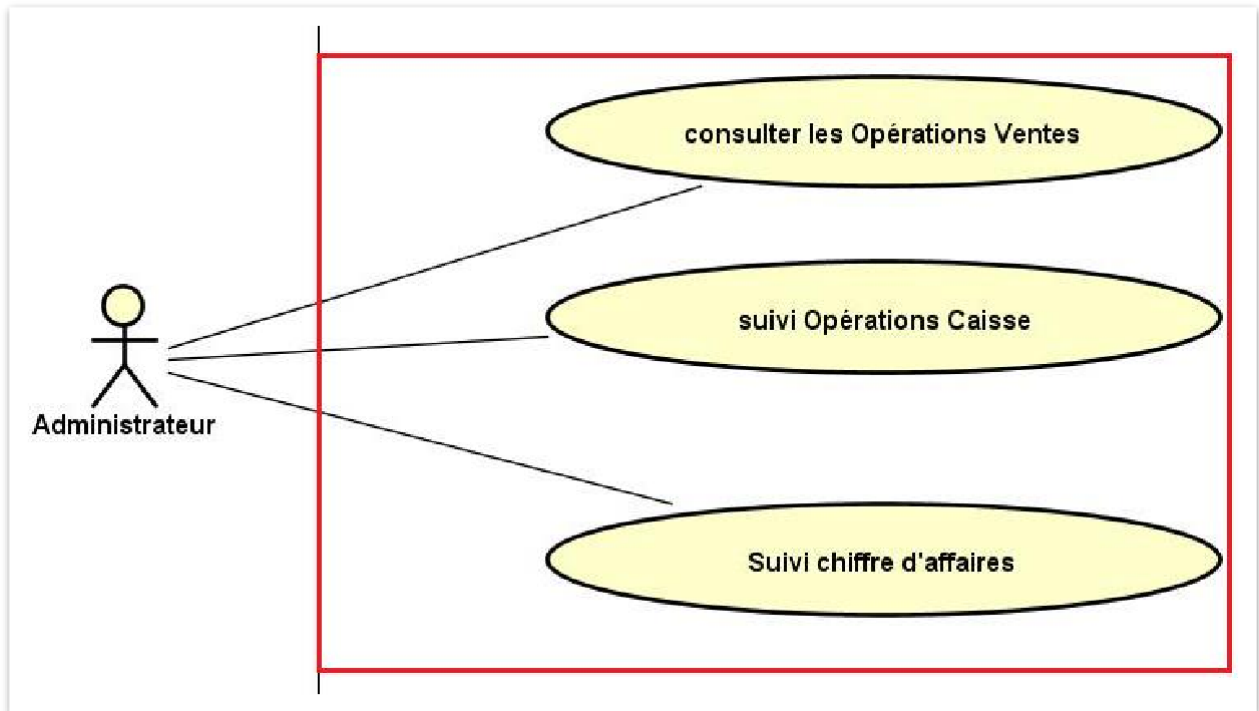 consulter les Opérations Ventes
suivi Opérations Caisse
Administrateur
Suivi chiffre d'affaires